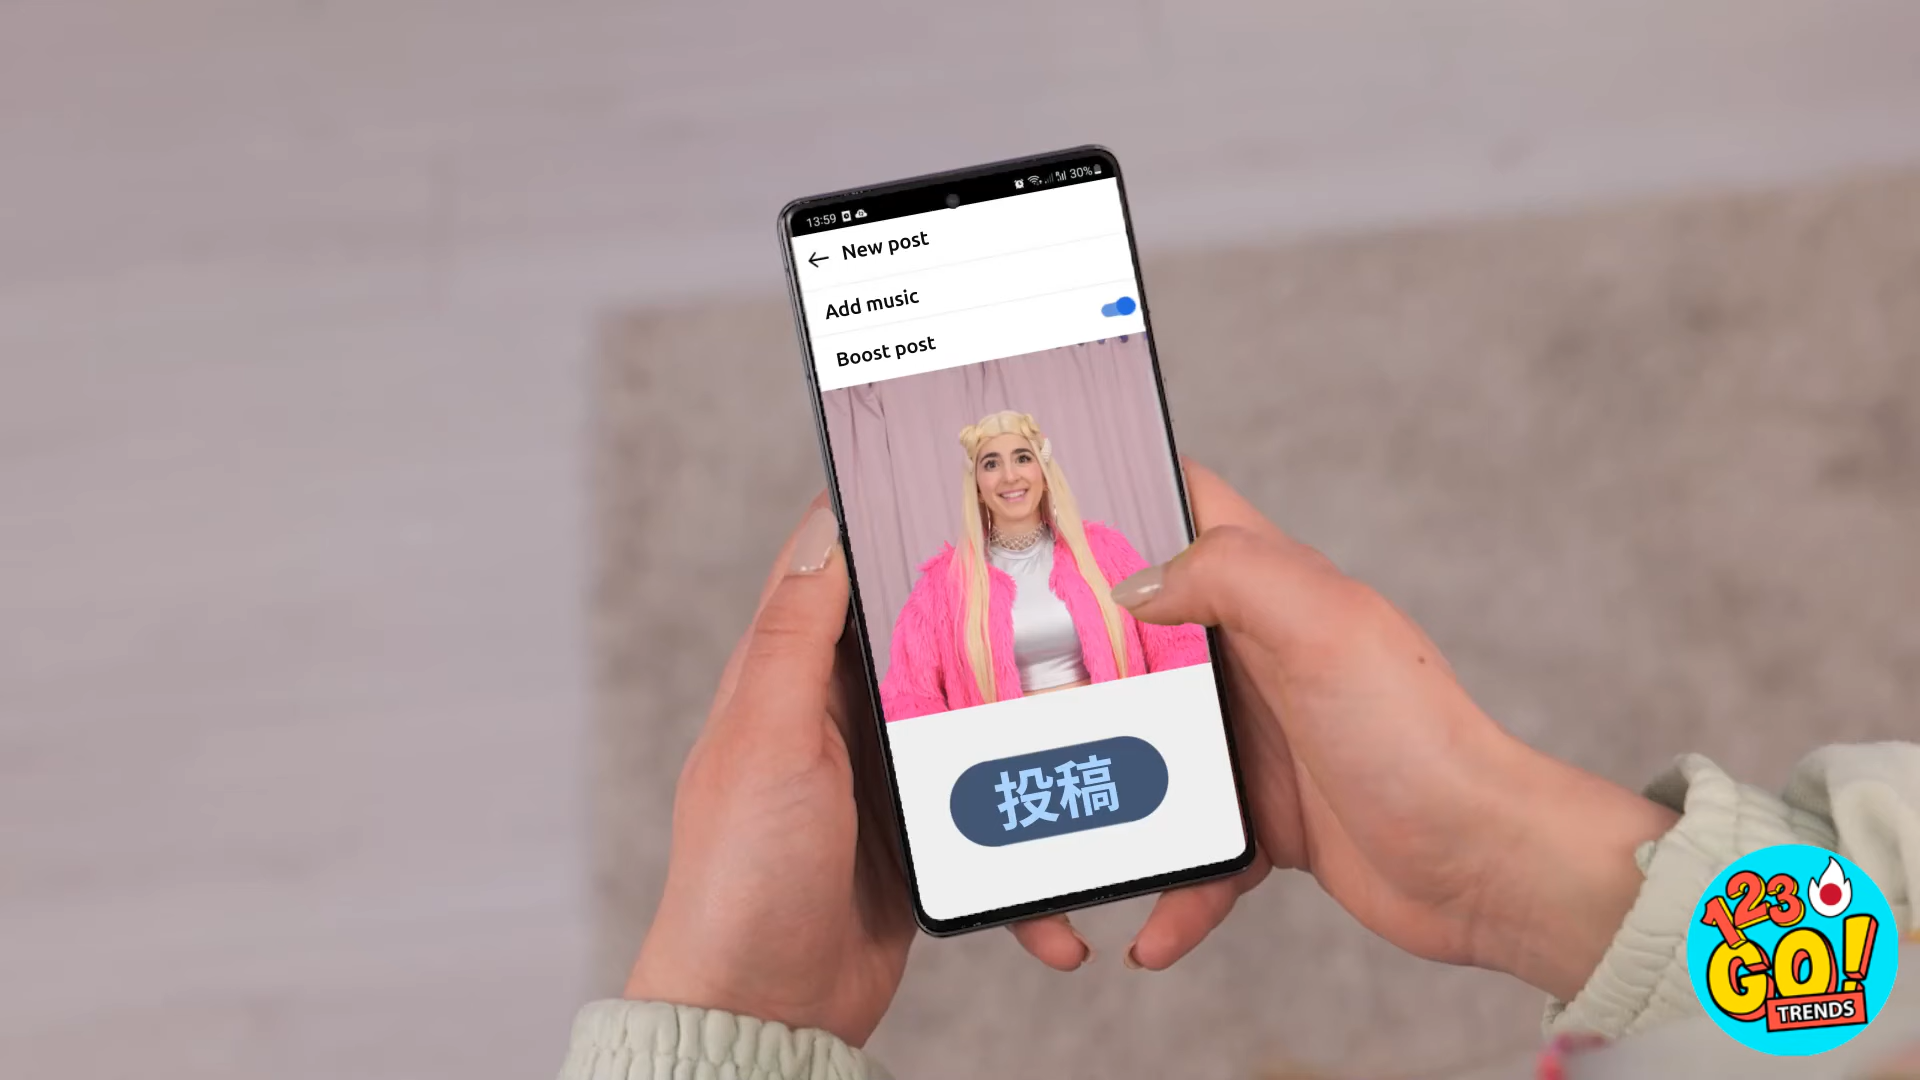 13:59
30%
New post
Add music
Boost post
投稿
123
GO!
TRENDS